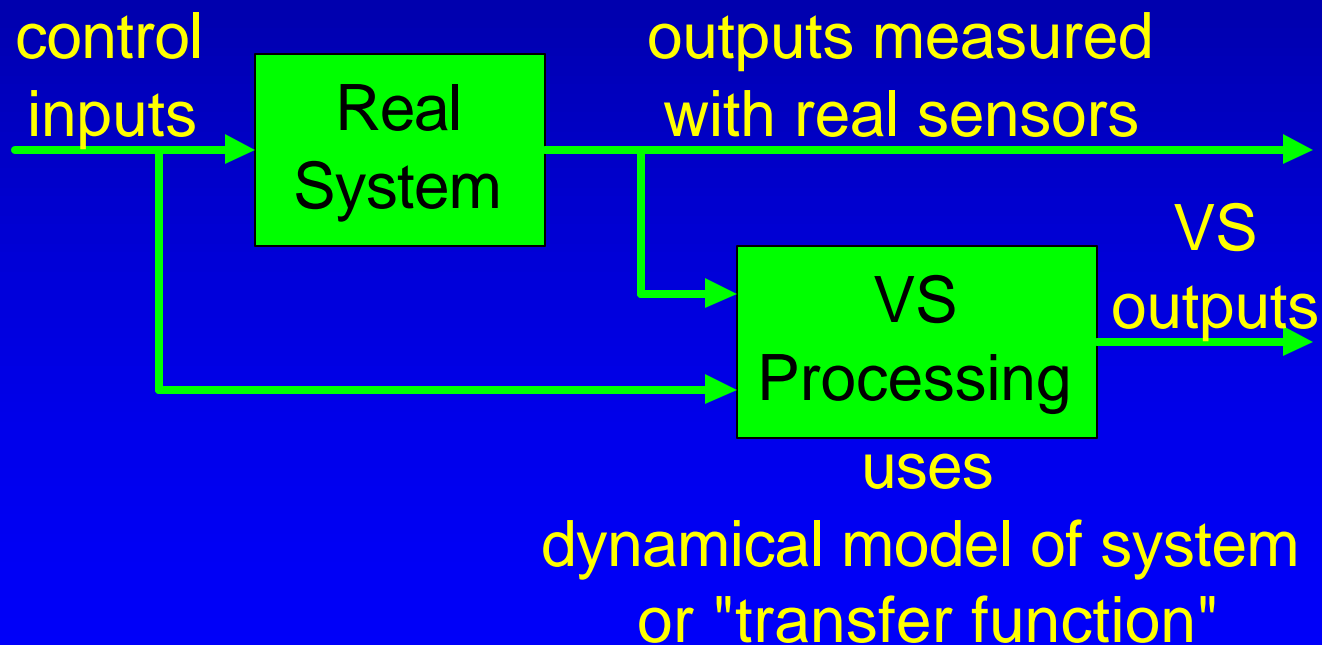 control
inputs
Real
System
outputs measured
with real sensors
VS
outputs
VS
Processing
uses
dynamical model of system
or "transfer function"